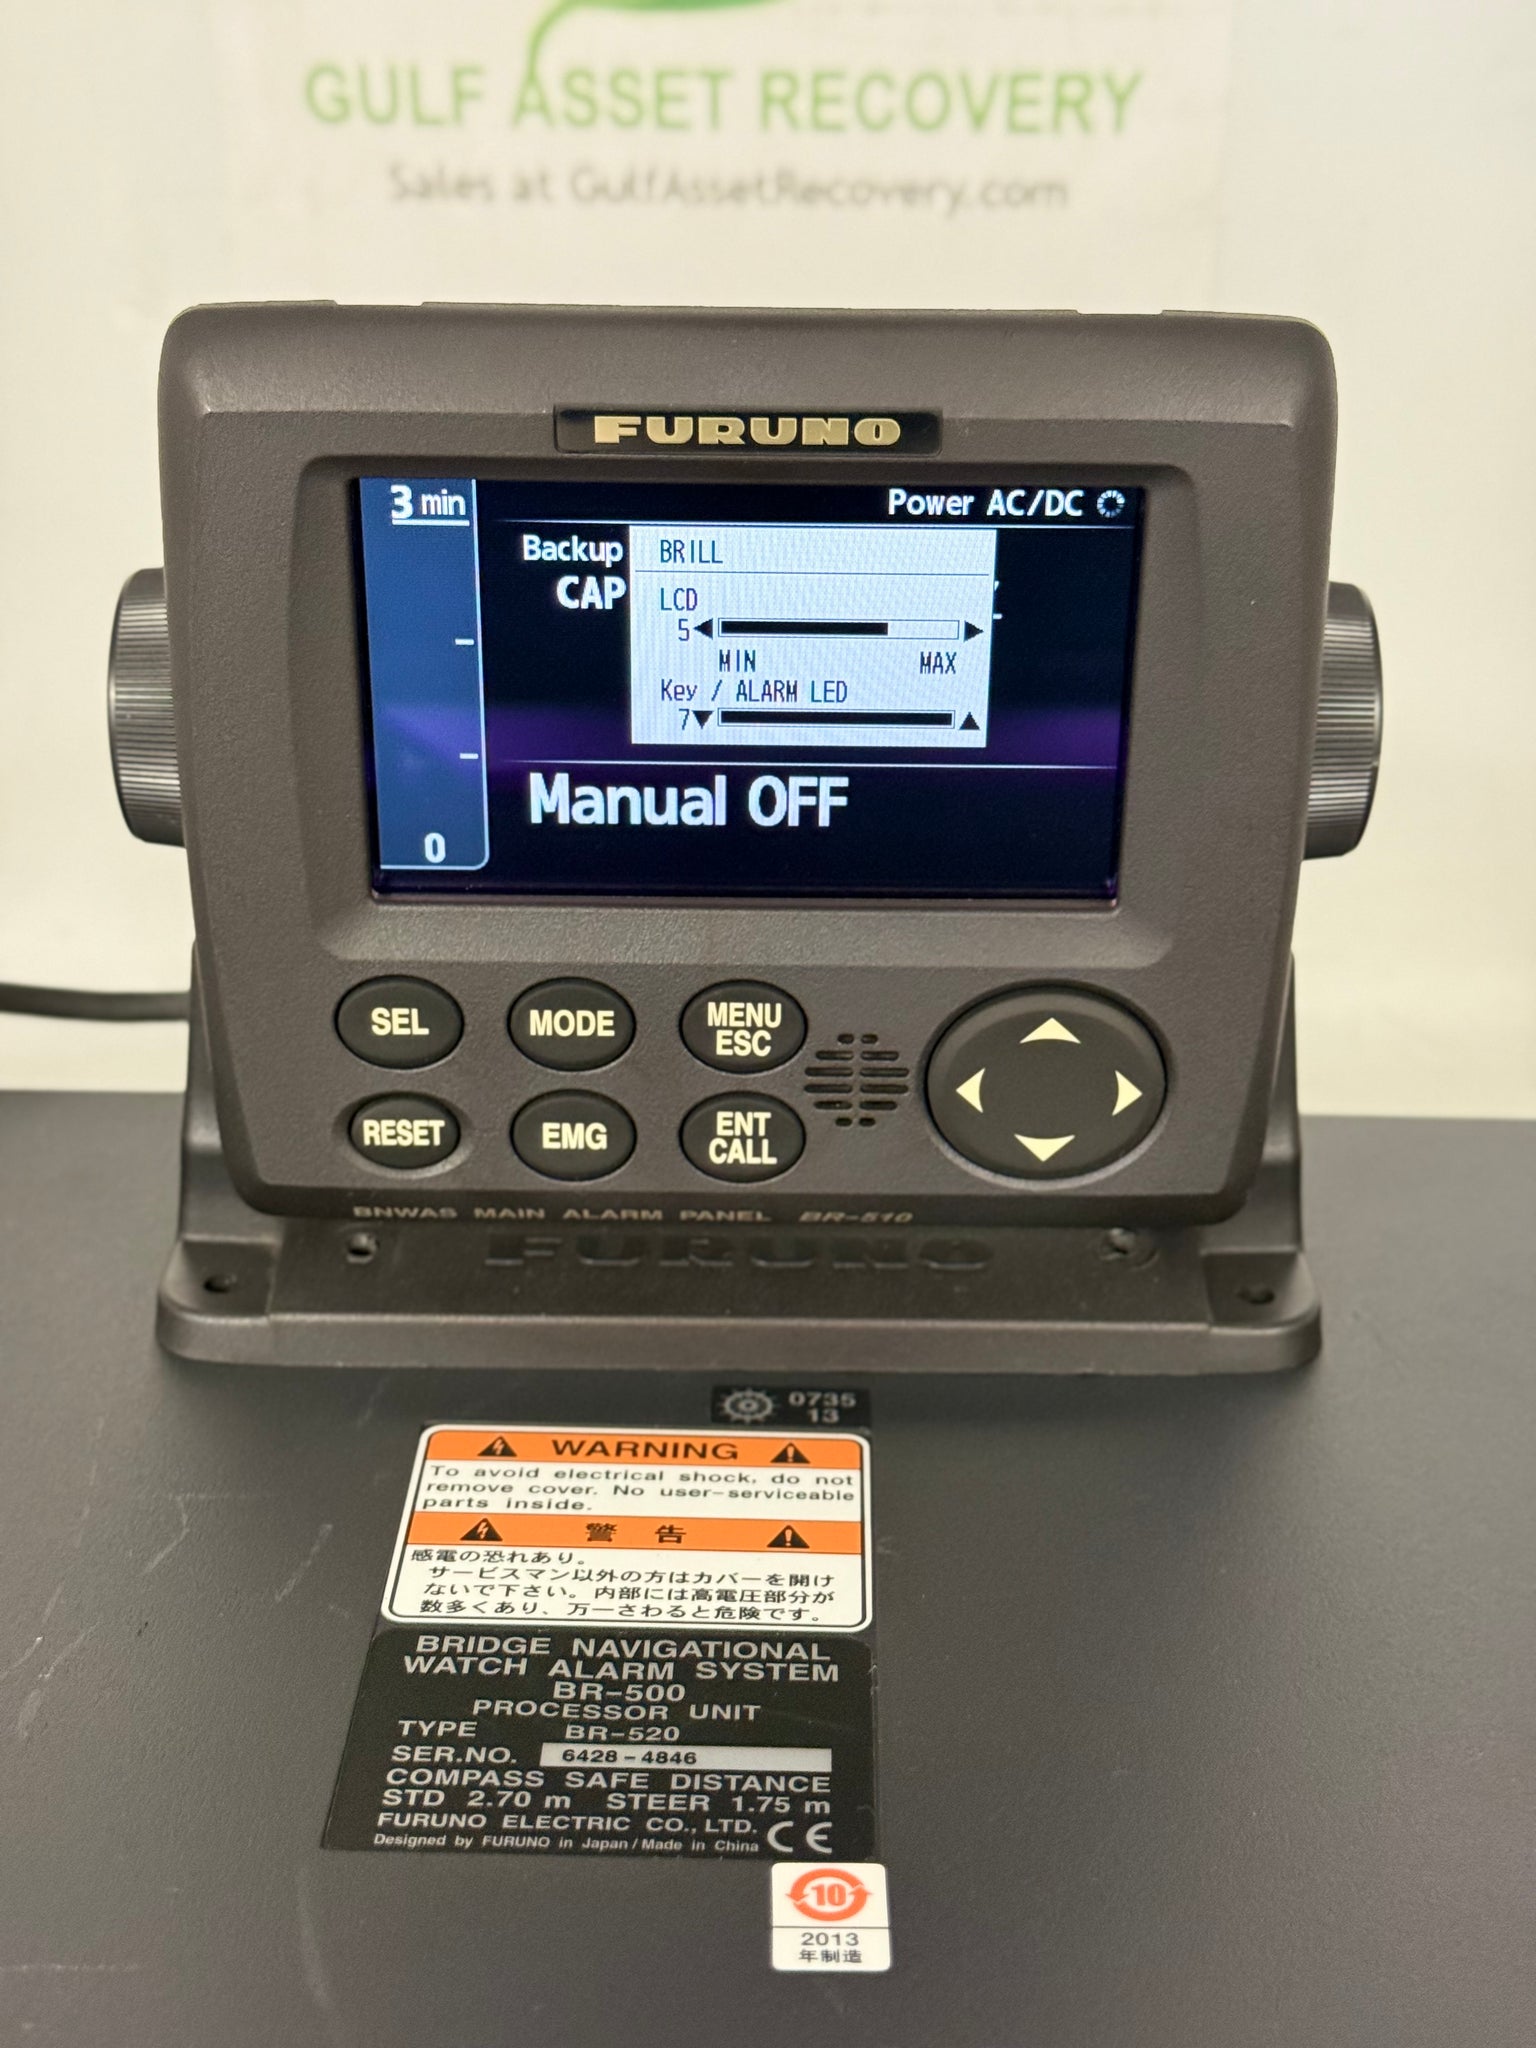 GULF ASSET RECOVERY
Sales at GulfAssetRecovery.com
FURUNO
3 min
Power AC/DC
Backup
CAP
BRILL
LCD
5
MIN MAX
Key / ALARM LED
7
Manual OFF
0
SEL
MODE
MENU
ESC
RESET
EMG
ENT
CALL
BNWAS MAIN ALARM PANEL BR-510
FURUNO
0735
13
WARNING
To avoid electrical shock, do not
remove cover. No user-serviceable
parts inside.
警 告
感電の恐れあり。
サービスマン以外の方はカバーを開け
ないで下さい。内部には高電圧部分が
数多くあり、万一さわると危険です。
BRIDGE NAVIGATIONAL
WATCH ALARM SYSTEM
BR-500
PROCESSOR UNIT
TYPE BR-520
SER.NO. 6428-4846
COMPASS SAFE DISTANCE
STD 2.70 m STEER 1.75 m
FURUNO ELECTRIC CO., LTD.
Designed by FURUNO in Japan / Made in China CE
10
2013
年制造